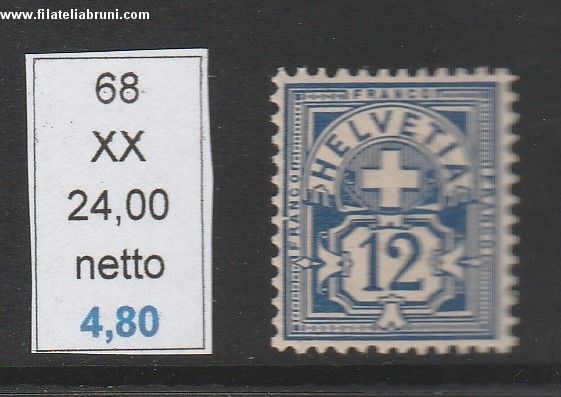 www.filateliabruni.com
68
XX
24,00
netto
4,80
FRANCO
HELVETIA
FRANCO
FRANCO
12